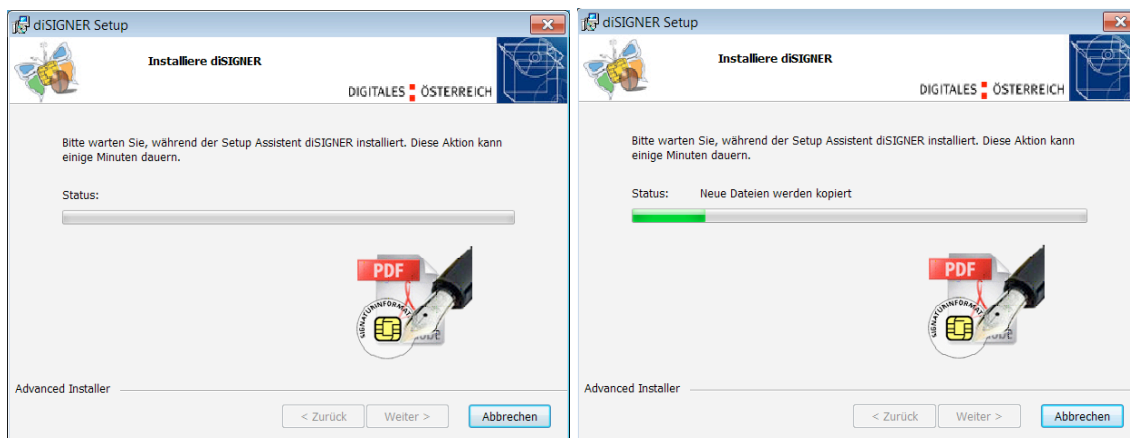 diSIGNER Setup
Installiere diSIGNER
DIGITALES ÖSTERREICH
Bitte warten Sie, während der Setup Assistent diSIGNER installiert. Diese Aktion kann
einige Minuten dauern.
Status:
PDF
SIGNATURINFORMAT
Advanced Installer
< Zurück
Weiter >
Abbrechen
diSIGNER Setup
Installiere diSIGNER
DIGITALES ÖSTERREICH
Bitte warten Sie, während der Setup Assistent diSIGNER installiert. Diese Aktion kann
einige Minuten dauern.
Status: Neue Dateien werden kopiert
PDF
SIGNATURINFORMAT
Advanced Installer
< Zurück
Weiter >
Abbrechen